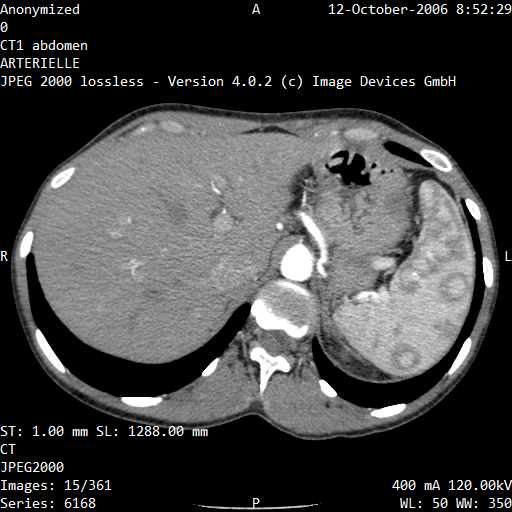 Anonymized A 12-October-2006 8:52:29
0
CT1 abdomen
ARTERIELLE
JPEG 2000 lossless - Version 4.0.2 (c) Image Devices GmbH
R L
ST: 1.00 mm SL: 1288.00 mm
CT
JPEG2000
Images: 15/361 400 mA 120.00kV
Series: 6168 P WL: 50 WW: 350